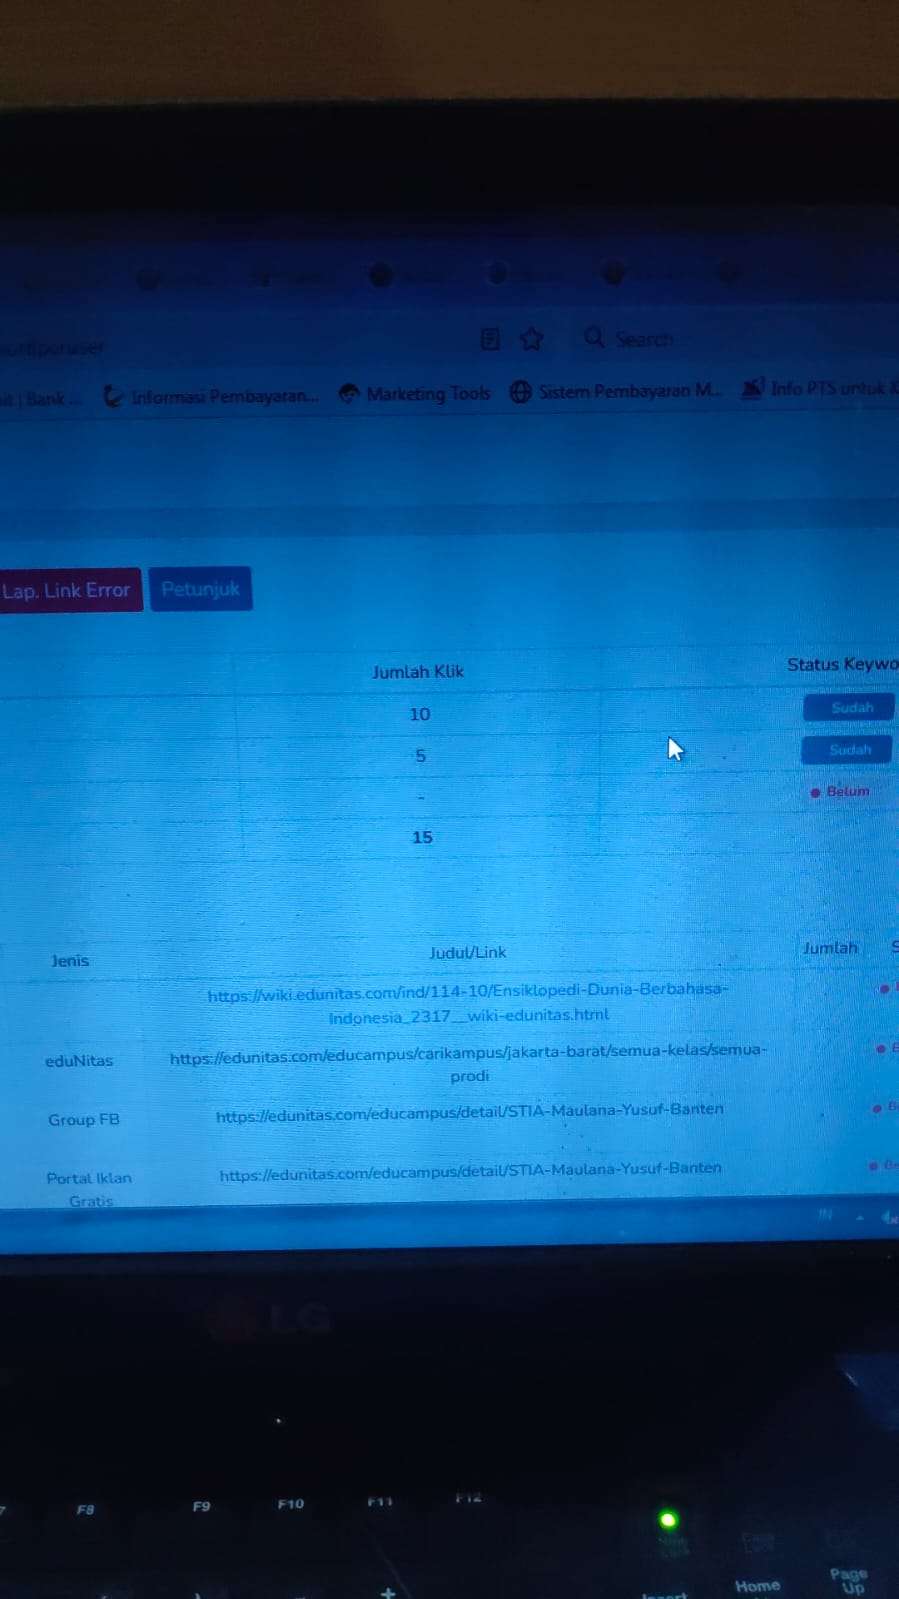 Search
Bank ... Informasi Pembayaran... Marketing Tools Sistem Pembayaran M... Info PTS untuk
Lap. Link Error Petunjuk
Jumlah Klik Status Keywo
10 Sudah
5 Sudah
- Belum
15
Jenis Judul/Link Jumlah S
https://wiki.edunitas.com/ind/114-10/Ensiklopedi-Dunia-Berbahasa-
Indonesia_2317__wiki-edunitas.html
eduNitas https://edunitas.com/educampus/carikampus/jakarta-barat/semua-kelas/semua-
prodi
Group FB https://edunitas.com/educampus/detail/STIA-Maulana-Yusuf-Banten
Portal Iklan https://edunitas.com/educampus/detail/STIA-Maulana-Yusuf-Banten
Gratis
IN
LG
F8 F9 F10 F11 F12
Insert Home Page
Up